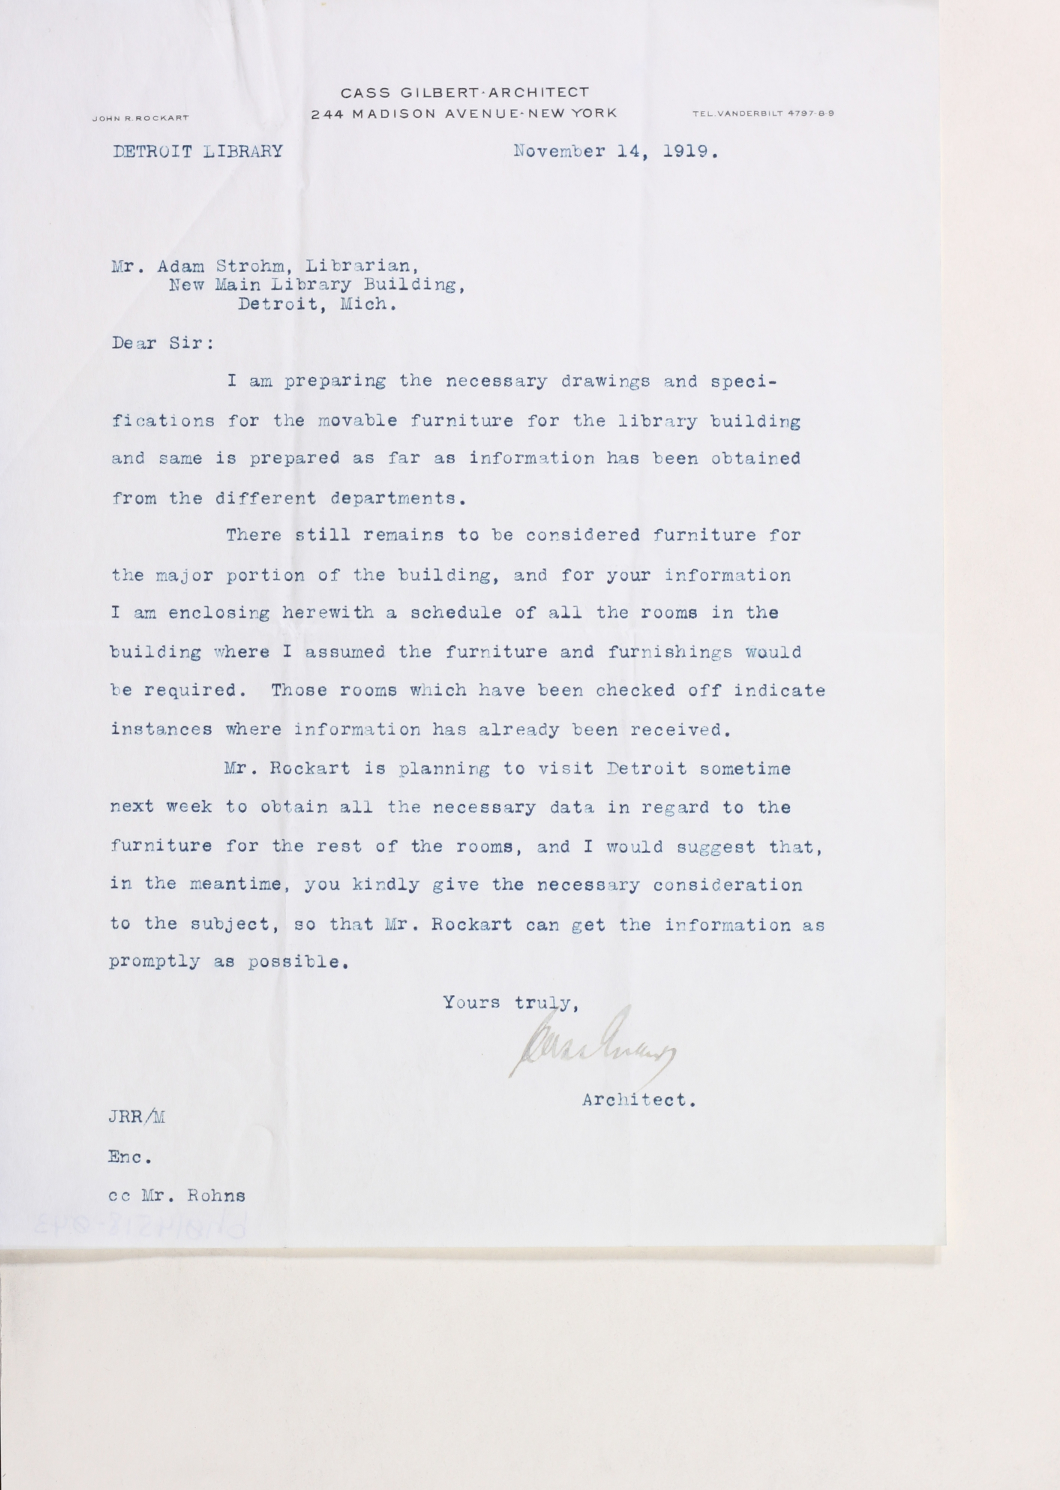 CASS GILBERT·ARCHITECT
244 MADISON AVENUE·NEW YORK
JOHN R. ROCKART
TEL. VANDERBILT 4797-8-9
DETROIT LIBRARY November 14, 1919.
Mr. Adam Strohm, Librarian,
New Main Library Building,
Detroit, Mich.
Dear Sir:
I am preparing the necessary drawings and speci-
fications for the movable furniture for the library building
and same is prepared as far as information has been obtained
from the different departments.
There still remains to be considered furniture for
the major portion of the building, and for your information
I am enclosing herewith a schedule of all the rooms in the
building where I assumed the furniture and furnishings would
be required. Those rooms which have been checked off indicate
instances where information has already been received.
Mr. Rockart is planning to visit Detroit sometime
next week to obtain all the necessary data in regard to the
furniture for the rest of the rooms, and I would suggest that,
in the meantime, you kindly give the necessary consideration
to the subject, so that Mr. Rockart can get the information as
promptly as possible.
Yours truly,
Cass Gilbert
Architect.
JRR/M
Enc.
cc Mr. Rohns